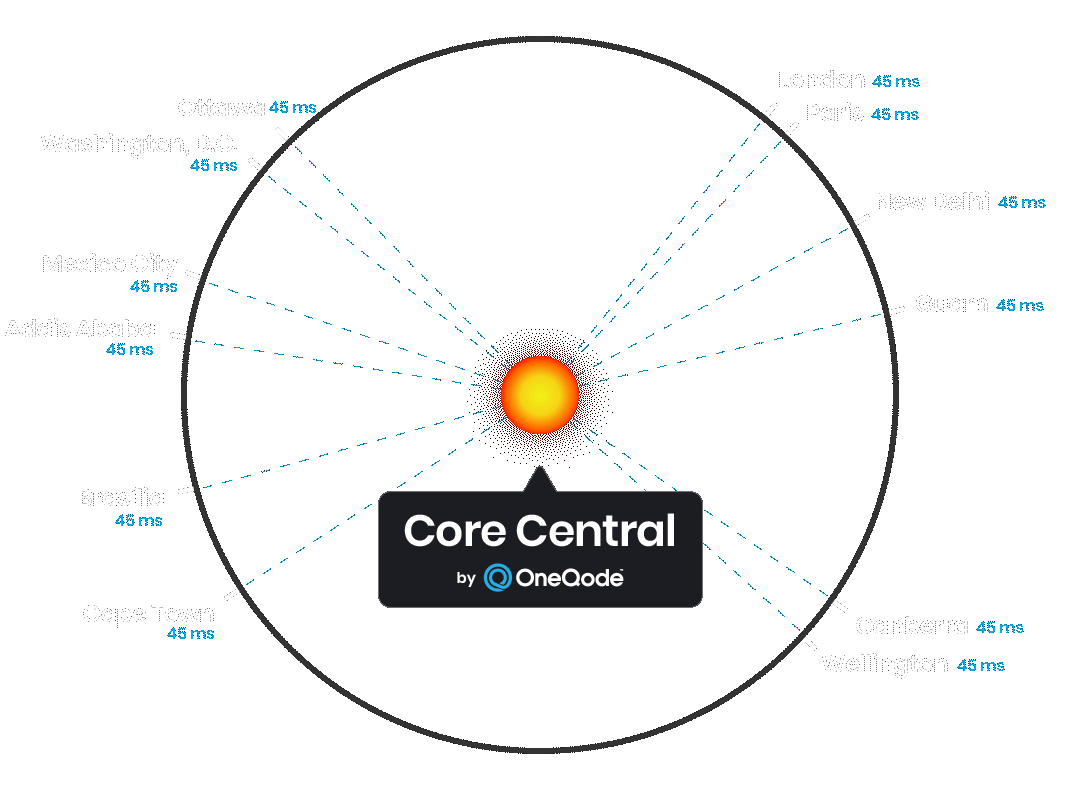 London 45 ms
Ottawa 45 ms
Paris 45 ms
Washington, D.C.
45 ms
New Delhi 45 ms
Mexico City
45 ms
Guam 45 ms
Addis Ababa
45 ms
Brasilia
45 ms
Core Central
by OneQode
Cape Town
45 ms
Canberra 45 ms
Wellington 45 ms